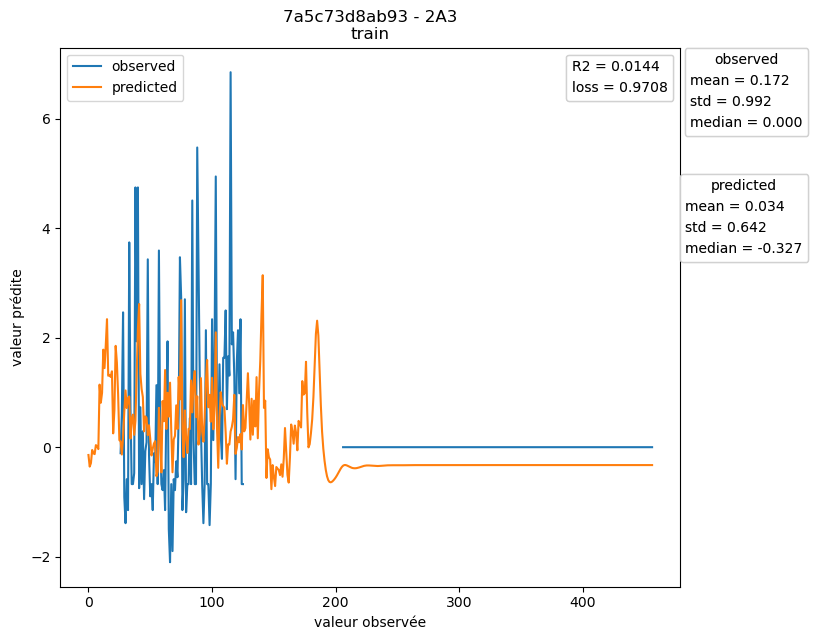 7a5c73d8ab93 - 2A3
train
observed
predicted
R2 = 0.0144
loss = 0.9708
observed
mean = 0.172
std = 0.992
median = 0.000
predicted
mean = 0.034
std = 0.642
median = -0.327
valeur prédite
6
4
2
0
−2
0
100
200
300
400
valeur observée